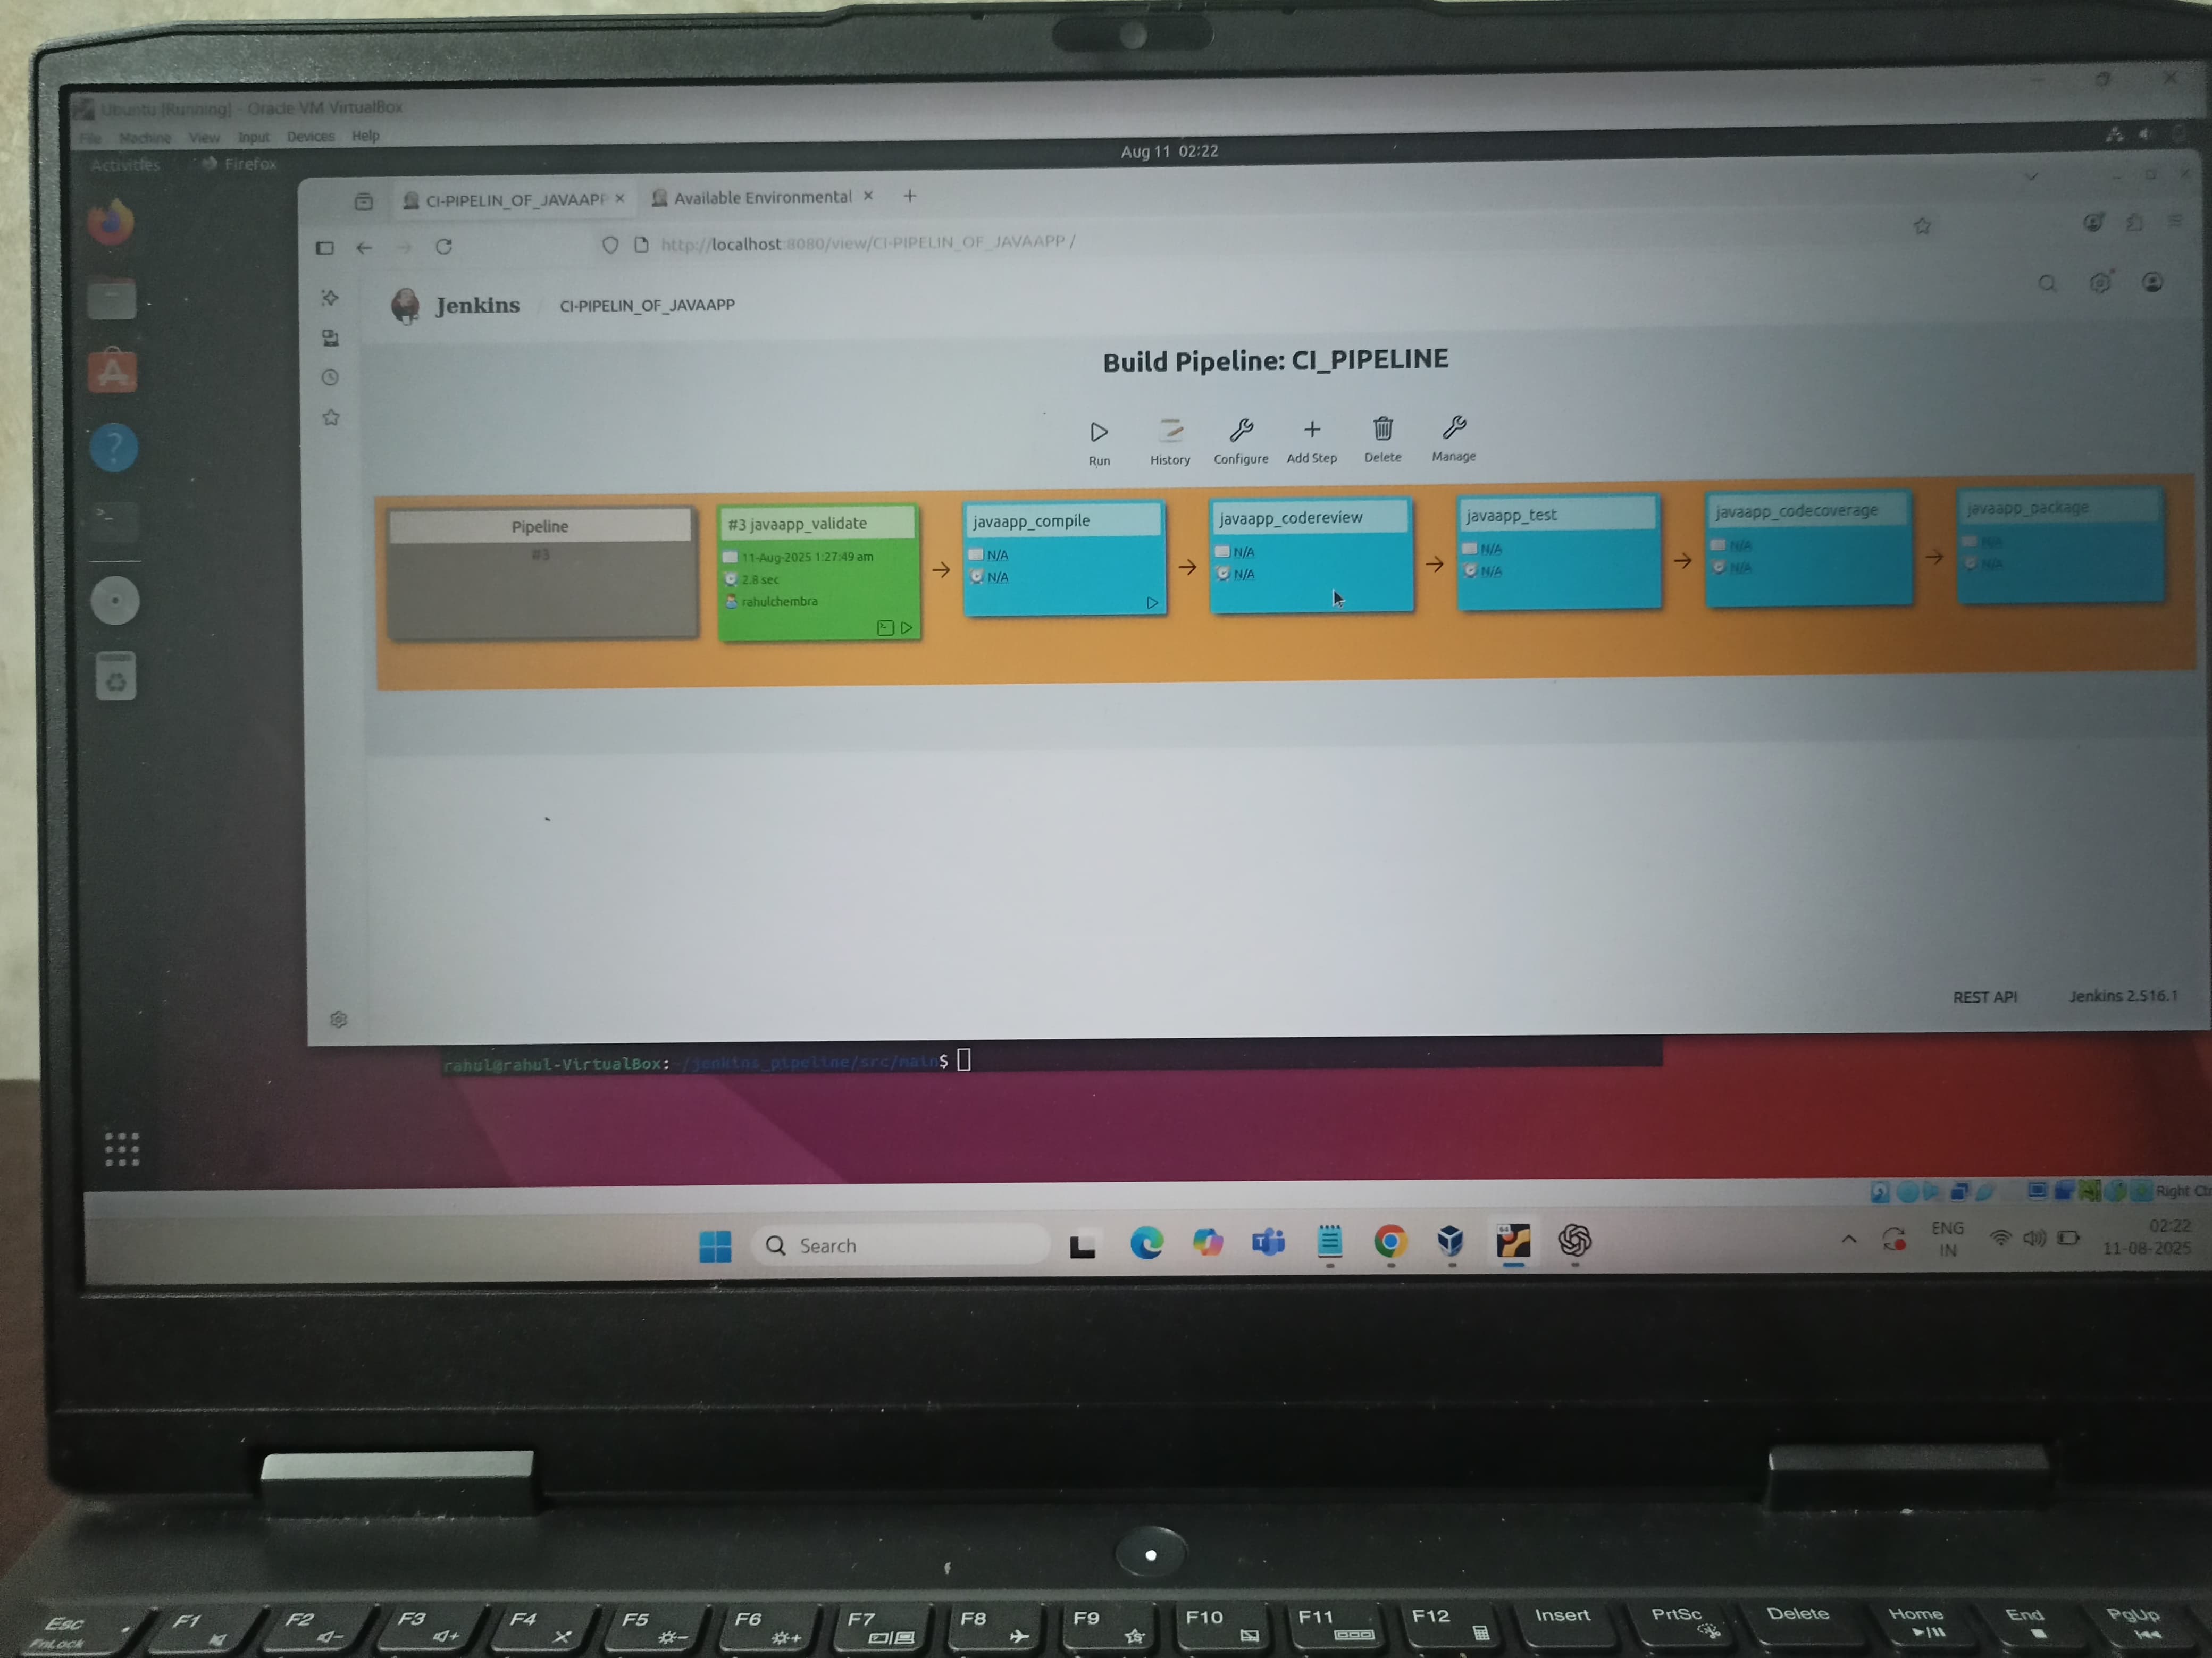 Ubuntu [Running] - Oracle VM VirtualBox
File Machine View Input Devices Help
Activities Firefox Aug 11 02:22
CI-PIPELIN_OF_JAVAAPP × Available Environmental × +
http://localhost:8080/view/CI-PIPELIN_OF_JAVAAPP/
Jenkins / CI-PIPELIN_OF_JAVAAPP
Build Pipeline: CI_PIPELINE
Run History Configure Add Step Delete Manage
Pipeline
#3
#3 javaapp_validate
11-Aug-2025 1:27:49 am
2.8 sec
rahulchembra
javaapp_compile
N/A
N/A
javaapp_codereview
N/A
N/A
javaapp_test
N/A
N/A
javaapp_codecoverage
N/A
N/A
javaapp_package
N/A
N/A
REST API Jenkins 2.516.1
rahul@rahul-VirtualBox:~/jenkins_pipeline/src/main$
Right Ctr
Search
ENG
IN
02:22
11-08-2025
Esc F1 F2 F3 F4 F5 F6 F7 F8 F9 F10 F11 F12 Insert PrtSc Delete Home End PgUp
FnLock